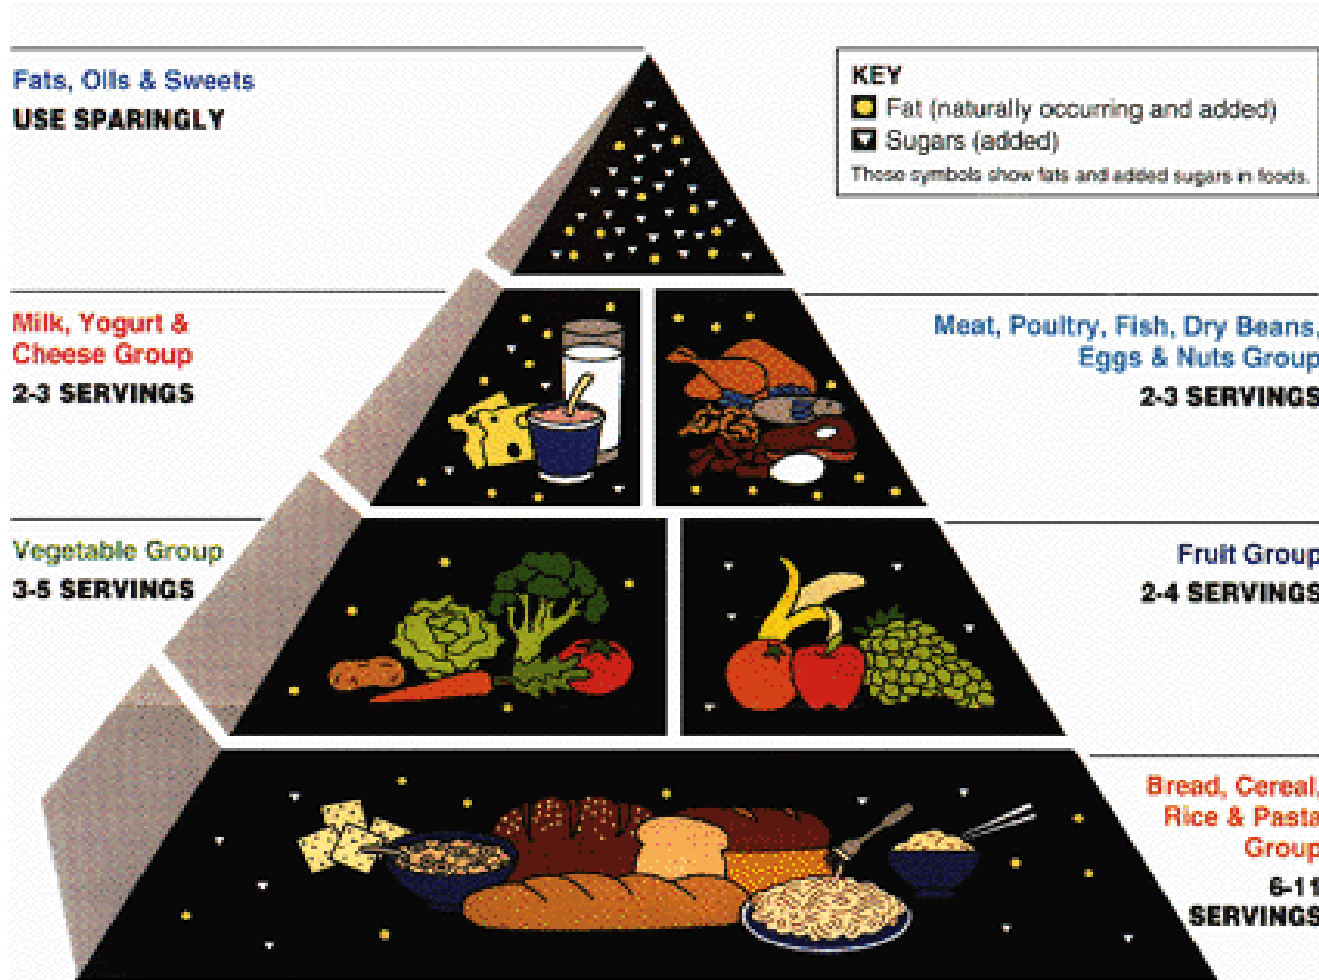 Fats, Oils & Sweets
USE SPARINGLY
KEY
Fat (naturally occurring and added)
Sugars (added)
These symbols show fats and added sugars in foods.
Milk, Yogurt &
Cheese Group
2-3 SERVINGS
Meat, Poultry, Fish, Dry Beans,
Eggs & Nuts Group
2-3 SERVINGS
Vegetable Group
3-5 SERVINGS
Fruit Group
2-4 SERVINGS
Bread, Cereal,
Rice & Pasta
Group
6-11
SERVINGS